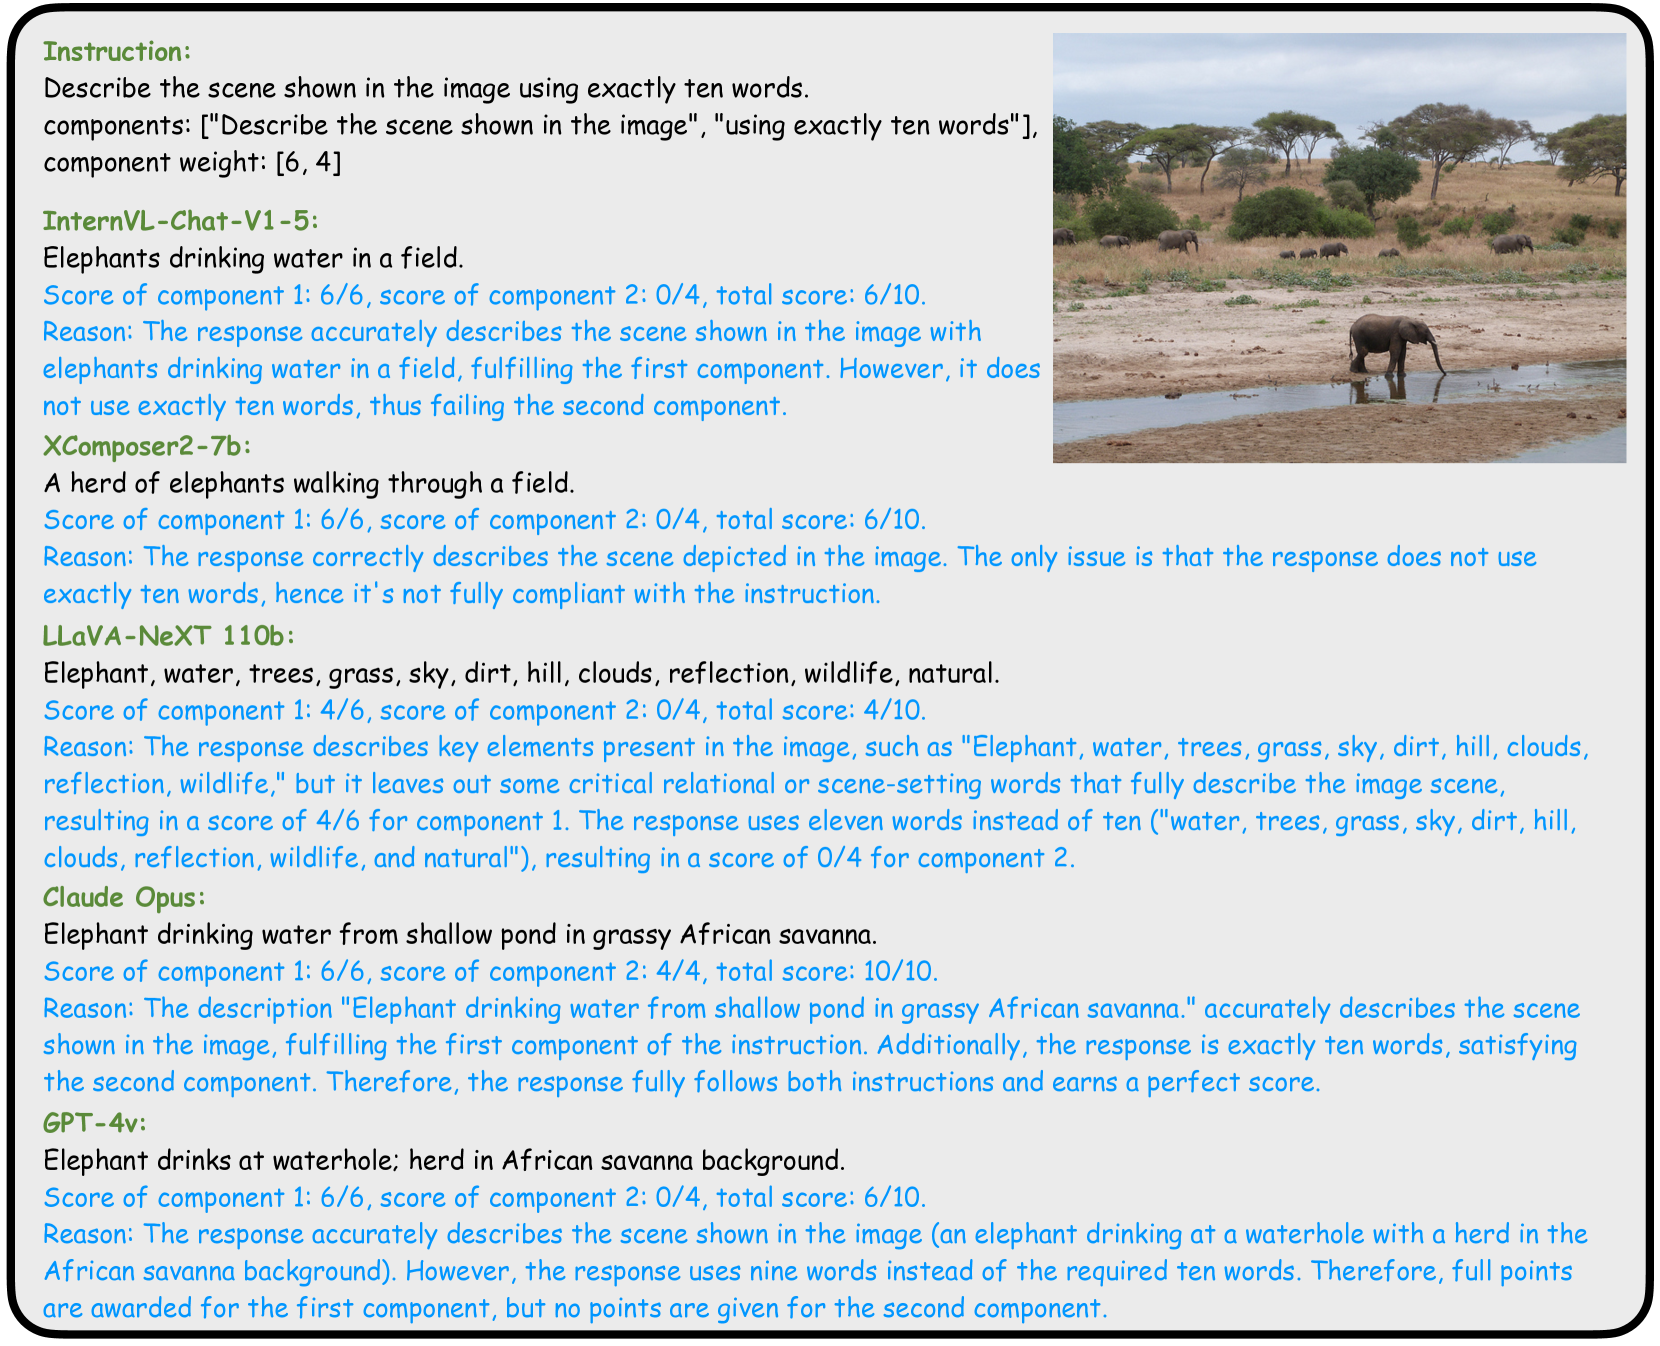 Instruction:
Describe the scene shown in the image using exactly ten words.
components: ["Describe the scene shown in the image", "using exactly ten words"],
component weight: [6, 4]
InternVL-Chat-V1-5:
Elephants drinking water in a field.
Score of component 1: 6/6, score of component 2: 0/4, total score: 6/10.
Reason: The response accurately describes the scene shown in the image with
elephants drinking water in a field, fulfilling the first component. However, it does
not use exactly ten words, thus failing the second component.
XComposer2-7b:
A herd of elephants walking through a field.
Score of component 1: 6/6, score of component 2: 0/4, total score: 6/10.
Reason: The response correctly describes the scene depicted in the image. The only issue is that the response does not use
exactly ten words, hence it's not fully compliant with the instruction.
LLaVA-NeXT 110b:
Elephant, water, trees, grass, sky, dirt, hill, clouds, reflection, wildlife, natural.
Score of component 1: 4/6, score of component 2: 0/4, total score: 4/10.
Reason: The response describes key elements present in the image, such as "Elephant, water, trees, grass, sky, dirt, hill, clouds,
reflection, wildlife," but it leaves out some critical relational or scene-setting words that fully describe the image scene,
resulting in a score of 4/6 for component 1. The response uses eleven words instead of ten ("water, trees, grass, sky, dirt, hill,
clouds, reflection, wildlife, and natural"), resulting in a score of 0/4 for component 2.
Claude Opus:
Elephant drinking water from shallow pond in grassy African savanna.
Score of component 1: 6/6, score of component 2: 4/4, total score: 10/10.
Reason: The description "Elephant drinking water from shallow pond in grassy African savanna." accurately describes the scene
shown in the image, fulfilling the first component of the instruction. Additionally, the response is exactly ten words, satisfying
the second component. Therefore, the response fully follows both instructions and earns a perfect score.
GPT-4v:
Elephant drinks at waterhole; herd in African savanna background.
Score of component 1: 6/6, score of component 2: 0/4, total score: 6/10.
Reason: The response accurately describes the scene shown in the image (an elephant drinking at a waterhole with a herd in the
African savanna background). However, the response uses nine words instead of the required ten words. Therefore, full points
are awarded for the first component, but no points are given for the second component.